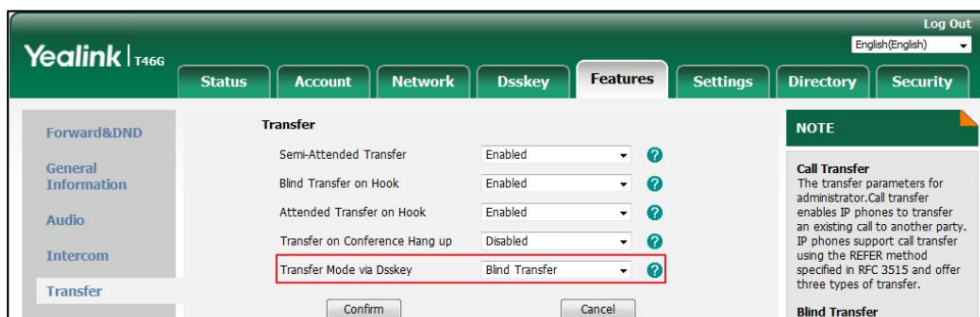 Log Out
Yealink T46G
English(English)
Status Account Network Dsskey Features Settings Directory Security
Forward&DND
General
Information
Audio
Intercom
Transfer
Transfer
Semi-Attended Transfer Enabled
Blind Transfer on Hook Enabled
Attended Transfer on Hook Enabled
Transfer on Conference Hang up Disabled
Transfer Mode via Dsskey Blind Transfer
Confirm Cancel
NOTE
Call Transfer
The transfer parameters for
administrator.Call transfer
enables IP phones to transfer
an existing call to another party.
IP phones support call transfer
using the REFER method
specified in RFC 3515 and offer
three types of transfer.
Blind Transfer